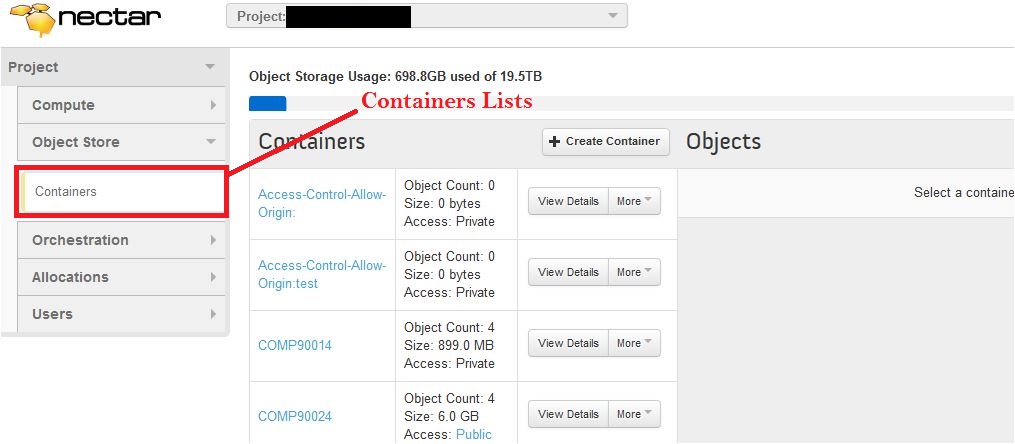 nectar
Project:
Project
Compute
Object Store
Containers
Orchestration
Allocations
Users
Object Storage Usage: 698.8GB used of 19.5TB
Containers Lists
Containers
Create Container
Objects
Access-Control-Allow-
Origin:
Object Count: 0
Size: 0 bytes
Access: Private
View Details
More
Select a containe
Access-Control-Allow-
Origin:test
Object Count: 0
Size: 0 bytes
Access: Private
View Details
More
COMP90014
Object Count: 4
Size: 899.0 MB
Access: Private
View Details
More
COMP90024
Object Count: 4
Size: 6.0 GB
Access: Public
View Details
More